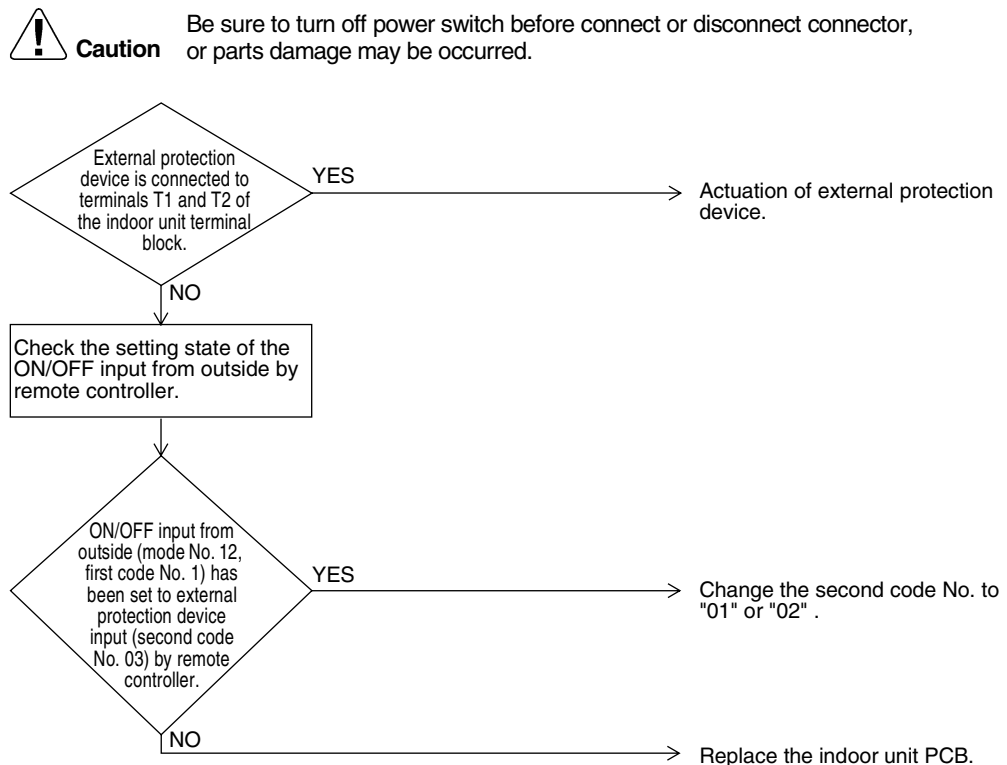 Be sure to turn off power switch before connect or disconnect connector,
Caution or parts damage may be occurred.
External protection
device is connected to
terminals T1 and T2 of
the indoor unit terminal
block.
YES
Actuation of external protection
device.
NO
Check the setting state of the
ON/OFF input from outside by
remote controller.
ON/OFF input from
outside (mode No. 12,
first code No. 1) has
been set to external
protection device
input (second code
No. 03) by remote
controller.
YES
Change the second code No. to
"01" or "02" .
NO
Replace the indoor unit PCB.